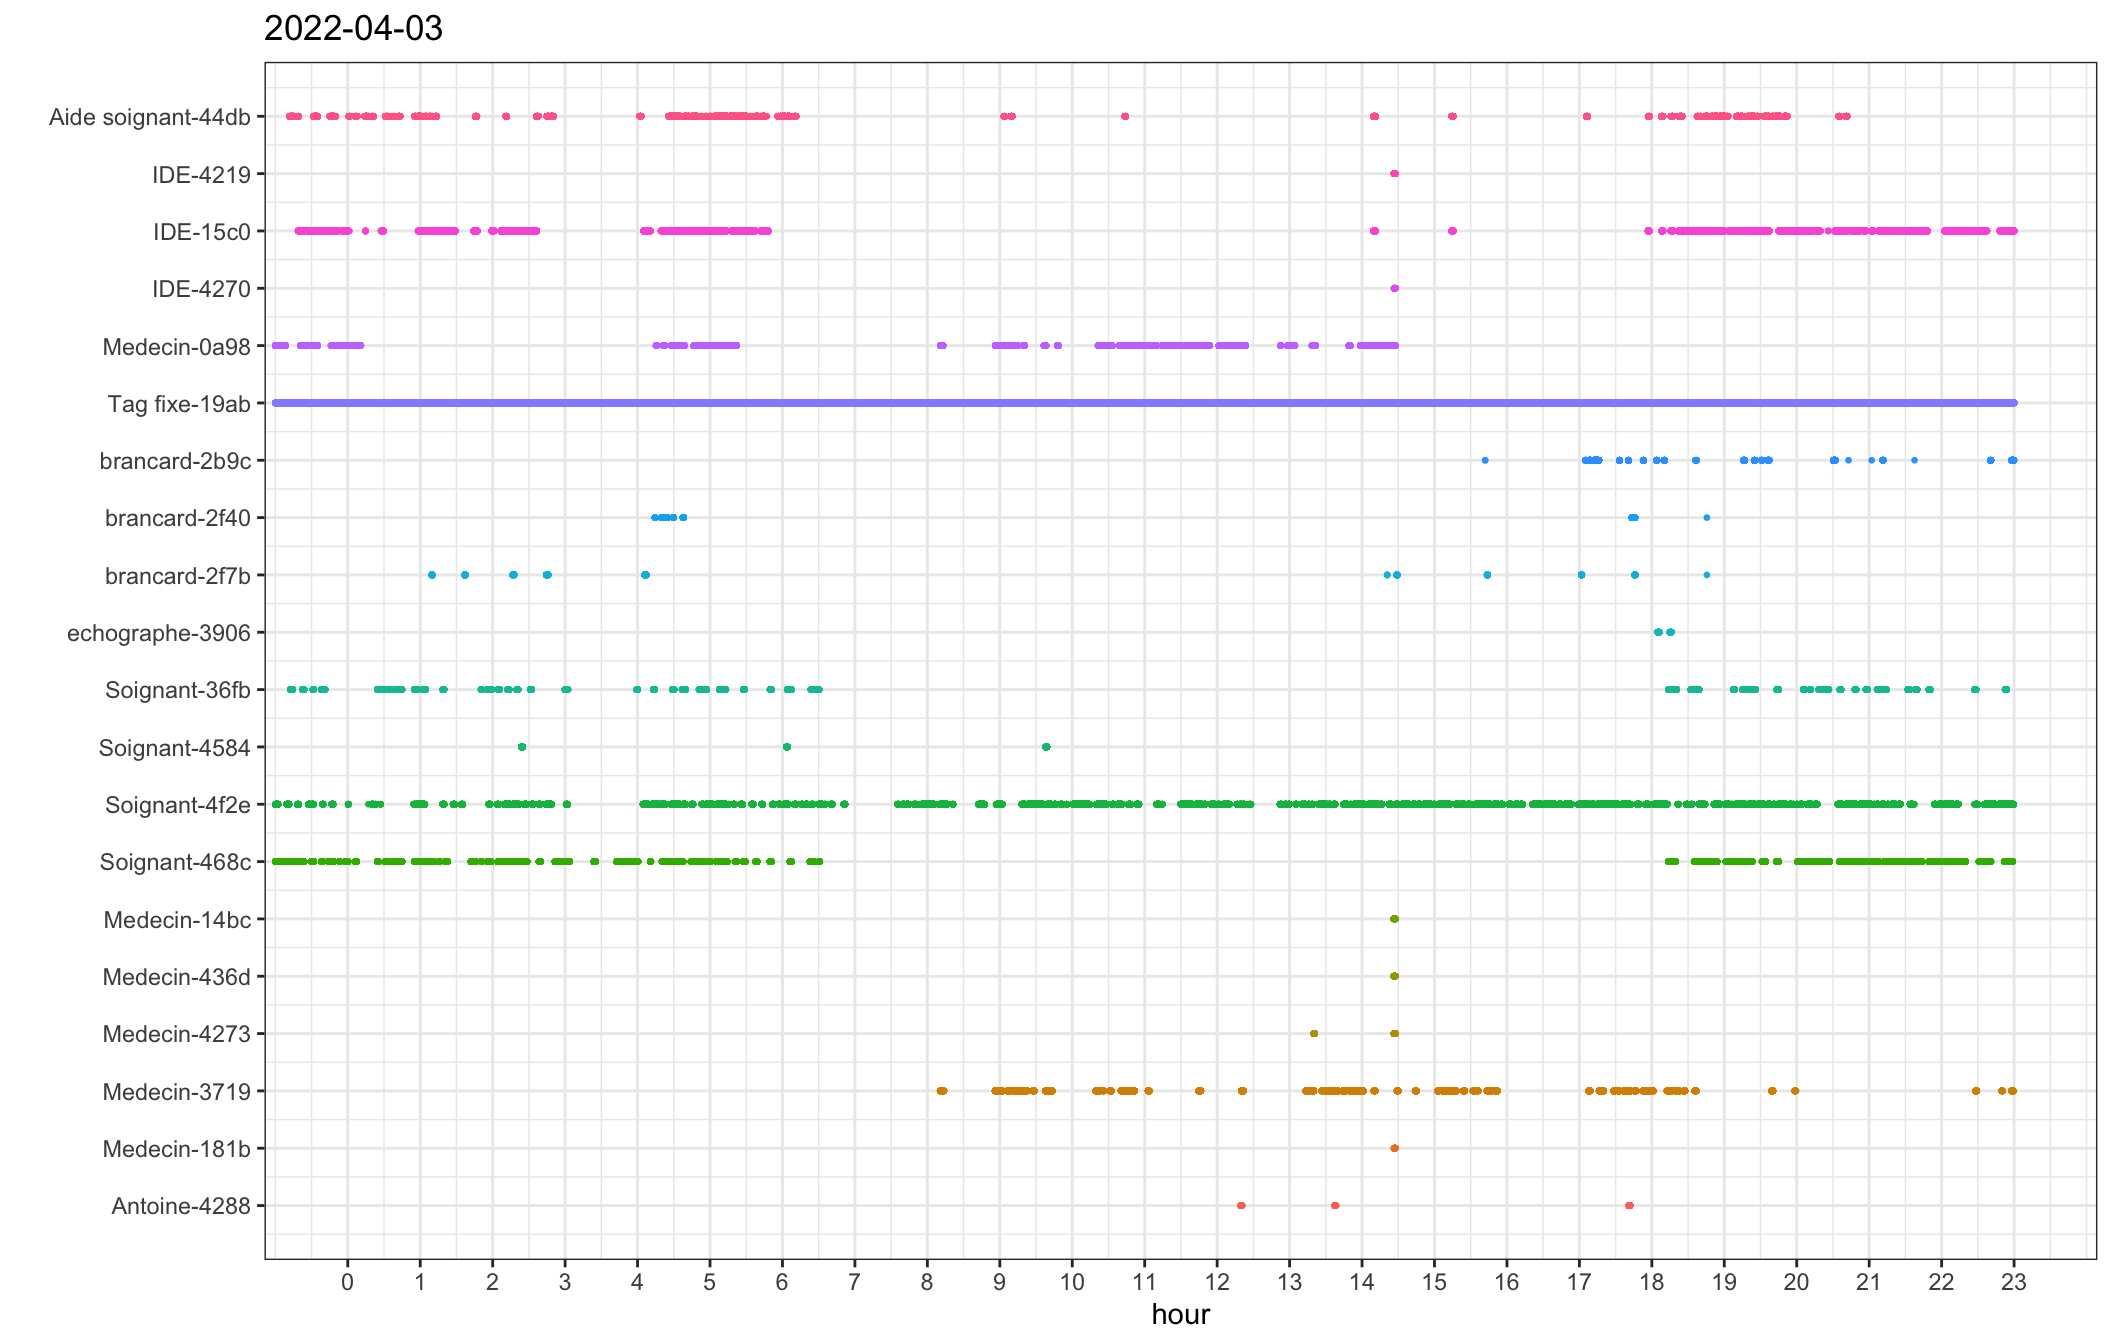 2022-04-03
Aide soignant-44db
IDE-4219
IDE-15c0
IDE-4270
Medecin-0a98
Tag fixe-19ab
brancard-2b9c
brancard-2f40
brancard-2f7b
echographe-3906
Soignant-36fb
Soignant-4584
Soignant-4f2e
Soignant-468c
Medecin-14bc
Medecin-436d
Medecin-4273
Medecin-3719
Medecin-181b
Antoine-4288
0 1 2 3 4 5 6 7 8 9 10 11 12 13 14 15 16 17 18 19 20 21 22 23
hour